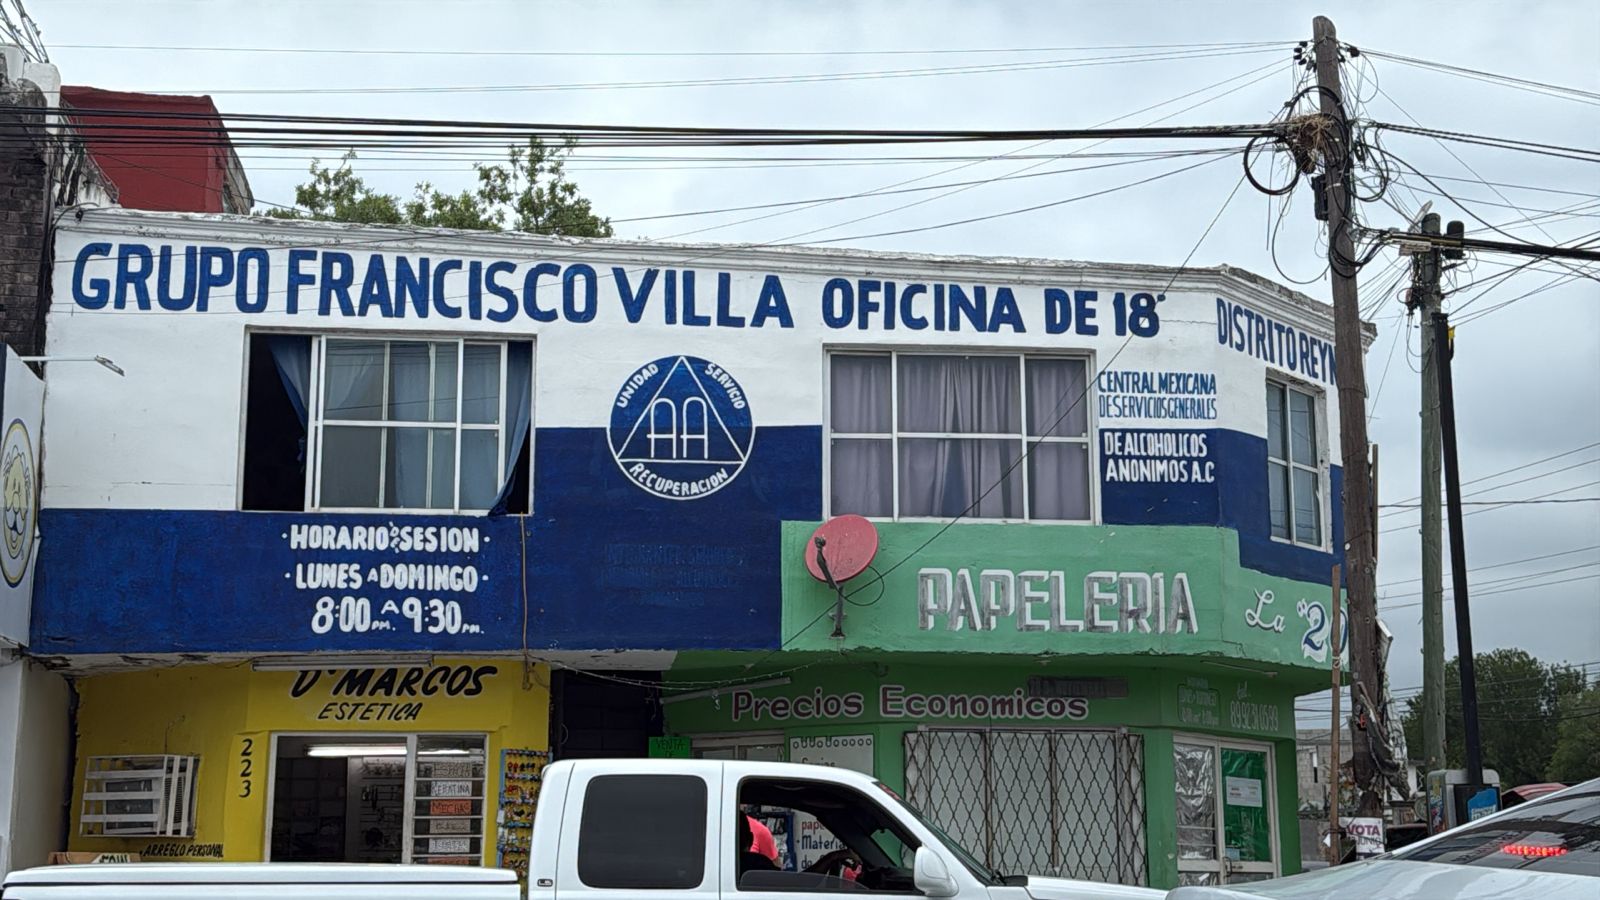 GRUPO FRANCISCO VILLA OFICINA DE 18°
DISTRITO REYN
UNIDAD SERVICIO
AA
RECUPERACION
CENTRAL MEXICANA
DE SERVICIOS GENERALES
DE ALCOHOLICOS
ANONIMOS A.C
·HORARIO DE SESION·
·LUNES A DOMINGO·
8:00 PM. A 9:30 PM.
PAPELERIA
La "20
D'MARCOS
ESTETICA
Precios Economicos
223
VENTA
·ARREGLO PERSONAL
VOTA